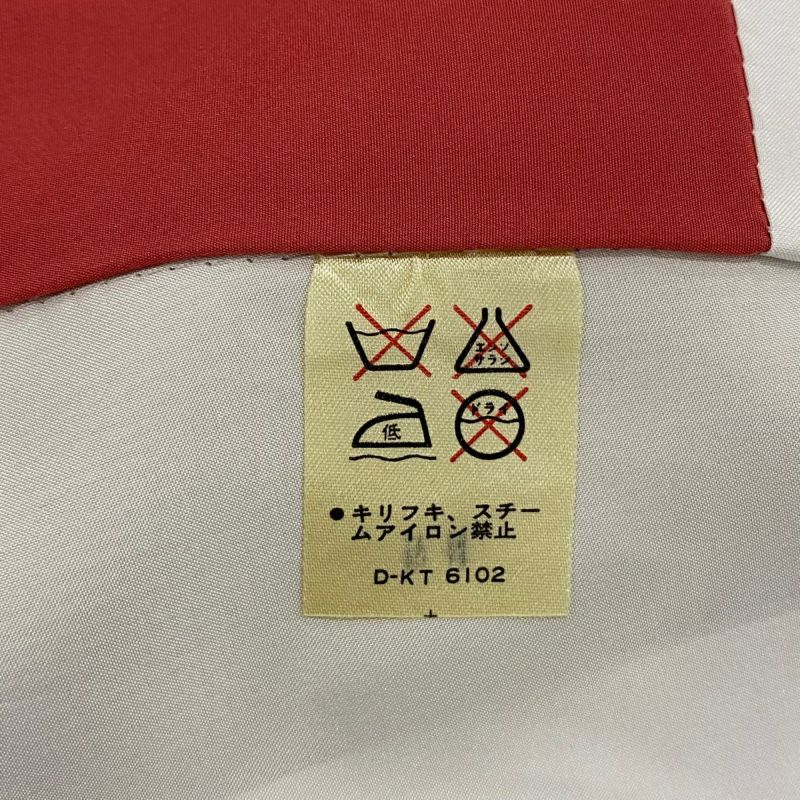 エンソ
サラシ
低
ドライ
●キリフキ、スチー
ムアイロン禁止
D-KT 6102